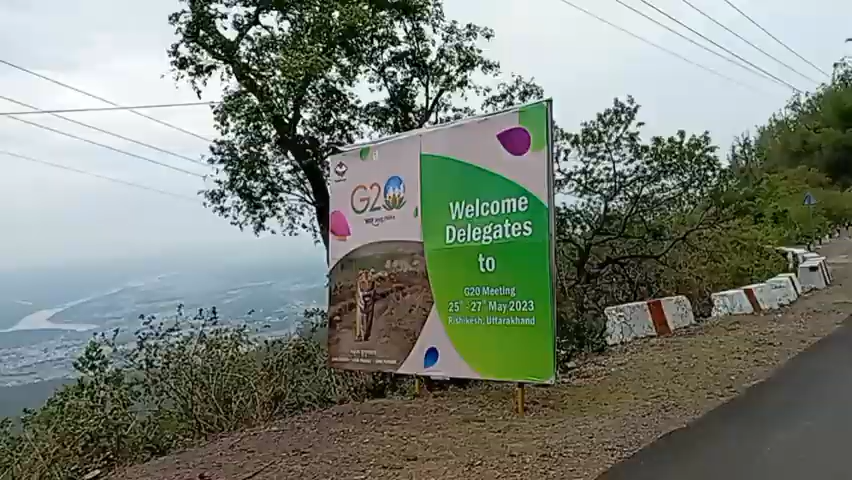 G20
Welcome
Delegates
to
G20 Meeting
25th - 27th May 2023
Rishikesh, Uttarakhand